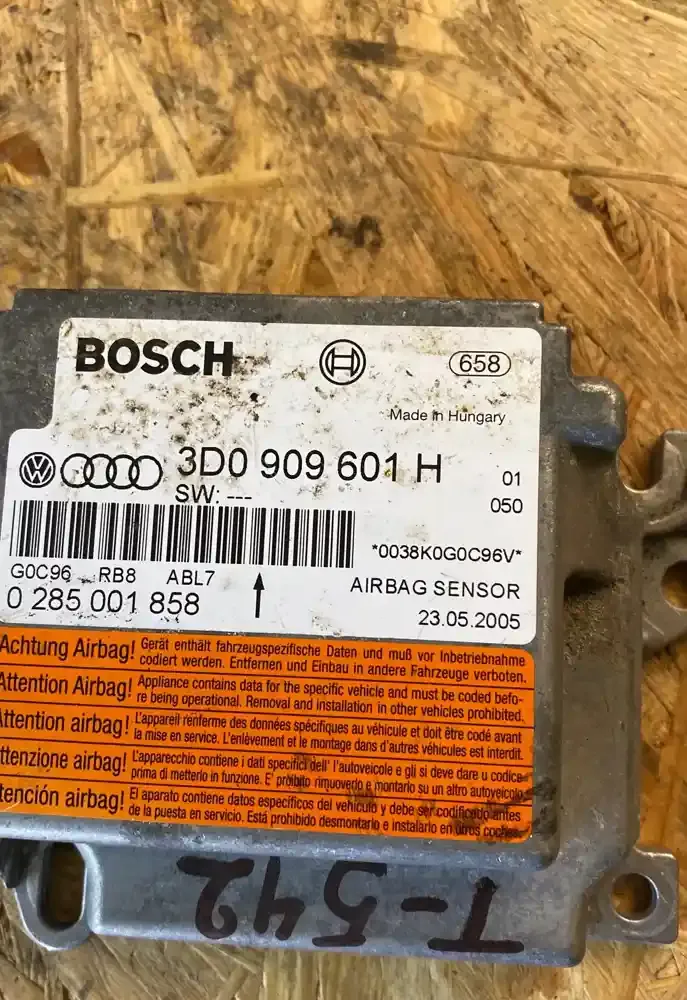 BOSCH
658
Made in Hungary
3D0 909 601 H 01
SW: --- 050
*0038K0G0C96V*
G0C96 RB8 ABL7
AIRBAG SENSOR
0 285 001 858
23.05.2005
Achtung Airbag! Gerät enthält fahrzeugspezifische Daten und muß vor Inbetriebnahme
codiert werden. Entfernen und Einbau in andere Fahrzeuge verboten.
Attention Airbag! Appliance contains data for the specific vehicle and must be coded befo-
re being operational. Removal and installation in other vehicles prohibited.
Attention airbag! L'appareil renferme des données spécifiques au véhicule et doit être codé avant
la mise en service. L'enlèvement et le montage dans d'autres véhicules est interdit.
ttenzione airbag! L'apparecchio contiene i dati specifici dell' l'autoveicolo e gli si deve dare u codice
prima di metterlo in funzione. E' proibito rimuoverlo e montarlo su un altro autoveicolo
tención airbag! El aparato contiene datos específicos del vehículo y debe ser codificado antes
de la puesta en servicio. Está prohibido desmontarlo e instalarlo en otros coches.
T-542